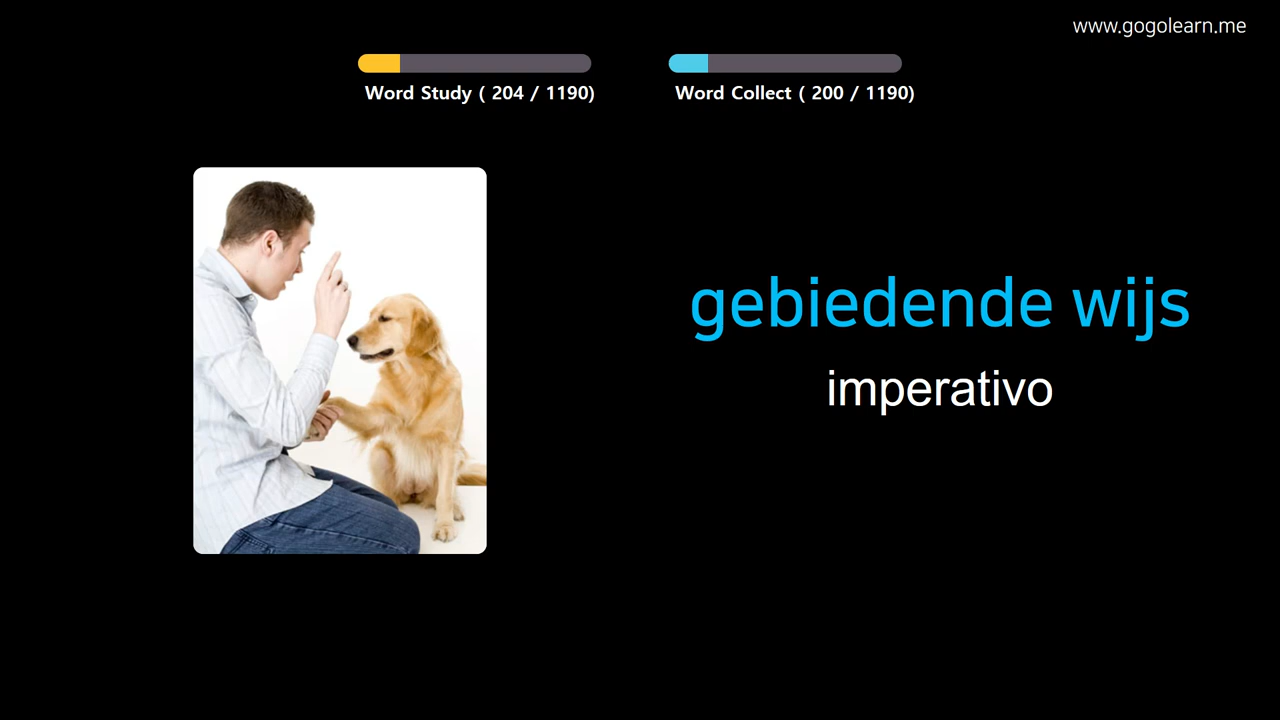 www.gogolearn.me
Word Study ( 204 / 1190)
Word Collect ( 200 / 1190)
gebiedende wijs
imperativo